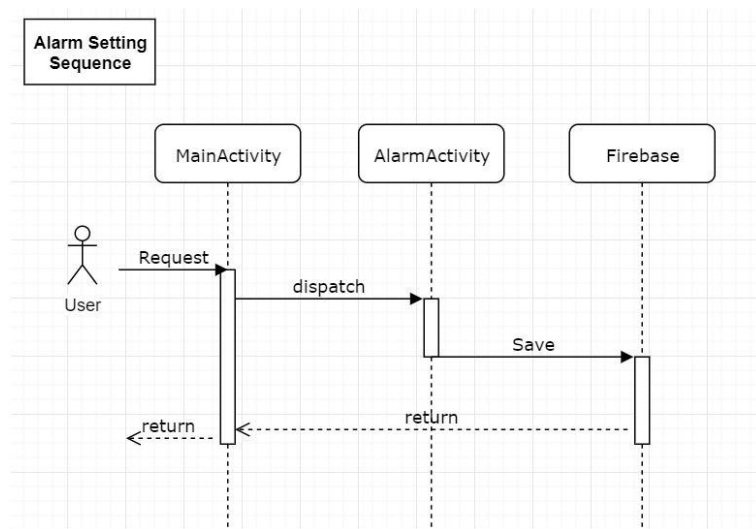 Alarm Setting
Sequence
MainActivity
AlarmActivity
Firebase
Request
User
dispatch
Save
return
return